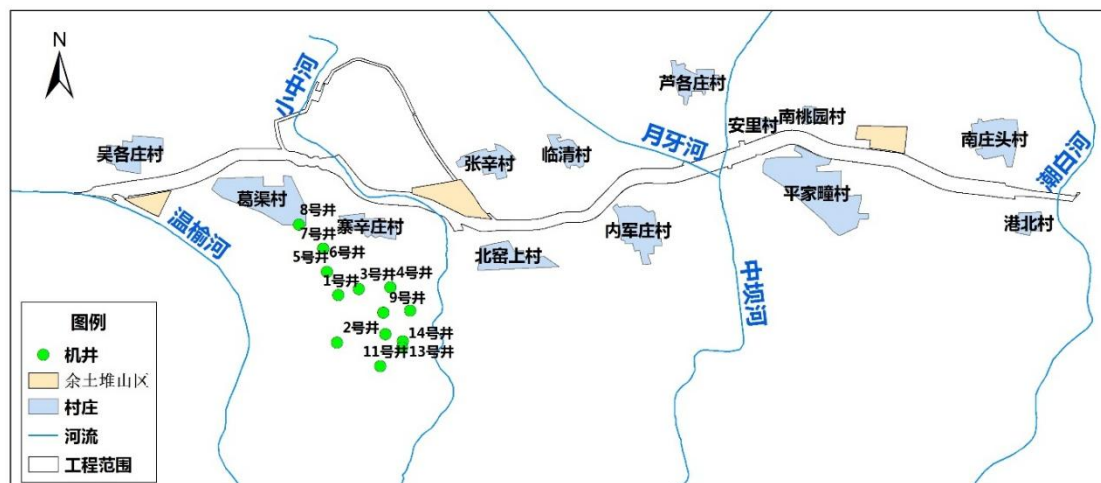 N
小中河
芦各庄村
月牙河
安里村
南桃园村
南庄头村
潮白河
吴各庄村
张辛村
临清村
葛渠村
平家疃村
8号井
寨辛庄村
7号井
6号井
5号井
内军庄村
港北村
温榆河
北窑上村
1号井
3号井
4号井
9号井
中坝河
2号井
14号井
11号井
13号井
图例
机井
余土堆山区
村庄
河流
工程范围